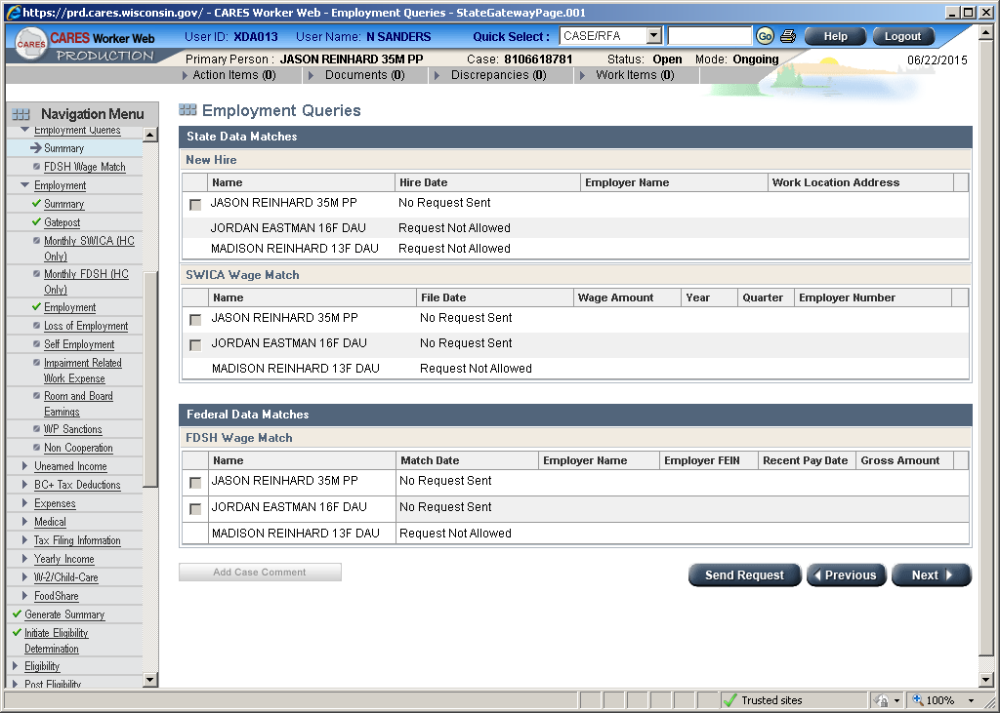 https://prd.cares.wisconsin.gov/ - CARES Worker Web - Employment Queries - StateGatewayPage.001
CARES CARES Worker Web User ID: XDA013 User Name: N SANDERS Quick Select : CASE/RFA Go Help Logout
PRODUCTION Primary Person : JASON REINHARD 35M PP Case: 8106618781 Status: Open Mode: Ongoing 06/22/2015
Action Items (0) Documents (0) Discrepancies (0) Work Items (0)
Navigation Menu
Employment Queries
Summary
FDSH Wage Match
Employment
Summary
Gatepost
Monthly SWICA (HC
Only)
Monthly FDSH (HC
Only)
Employment
Loss of Employment
Self Employment
Impairment Related
Work Expense
Room and Board
Earnings
WP Sanctions
Non Cooperation
Unearned Income
BC+ Tax Deductions
Expenses
Medical
Tax Filing Information
Yearly Income
W-2/Child-Care
FoodShare
Generate Summary
Initiate Eligibility
Determination
Eligibility
Post Eligibility
Employment Queries
State Data Matches
New Hire
Name Hire Date Employer Name Work Location Address
JASON REINHARD 35M PP No Request Sent
JORDAN EASTMAN 16F DAU Request Not Allowed
MADISON REINHARD 13F DAU Request Not Allowed
SWICA Wage Match
Name File Date Wage Amount Year Quarter Employer Number
JASON REINHARD 35M PP No Request Sent
JORDAN EASTMAN 16F DAU No Request Sent
MADISON REINHARD 13F DAU Request Not Allowed
Federal Data Matches
FDSH Wage Match
Name Match Date Employer Name Employer FEIN Recent Pay Date Gross Amount
JASON REINHARD 35M PP No Request Sent
JORDAN EASTMAN 16F DAU No Request Sent
MADISON REINHARD 13F DAU Request Not Allowed
Add Case Comment Send Request Previous Next
Trusted sites 100%